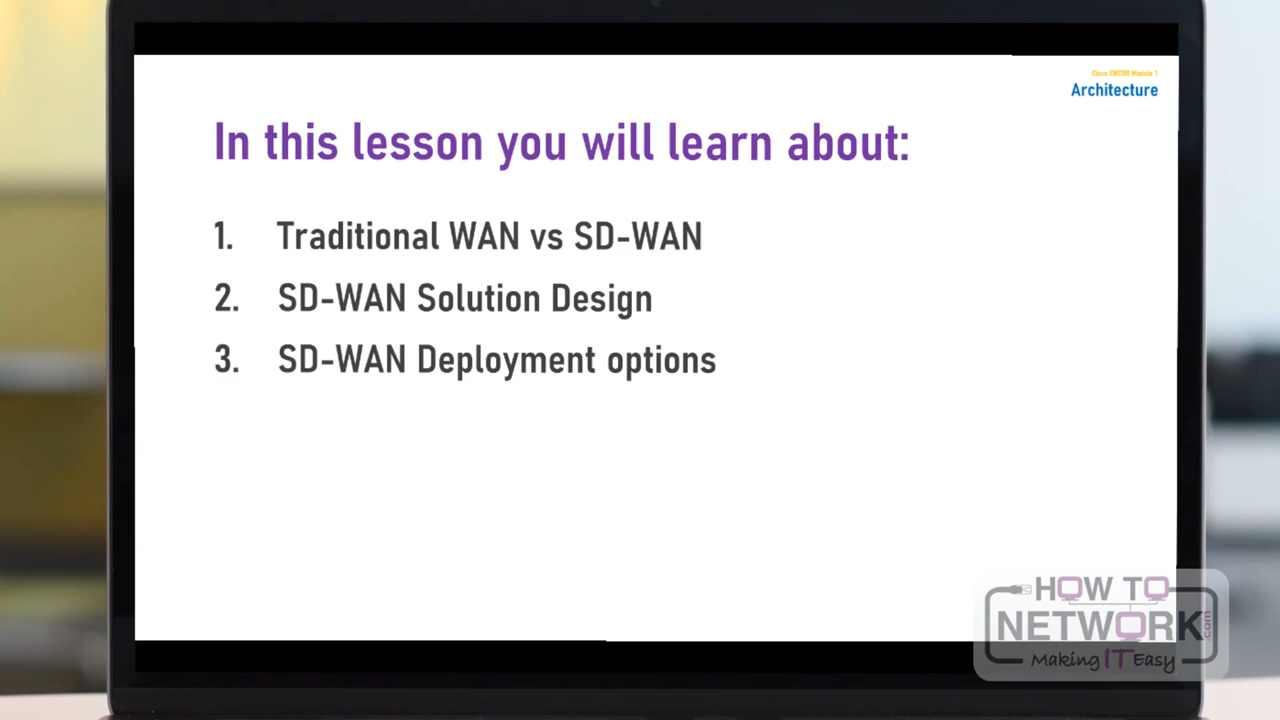 Cisco ENCOR Module 1:
Architecture
In this lesson you will learn about:
1. Traditional WAN vs SD-WAN
2. SD-WAN Solution Design
3. SD-WAN Deployment options
HOW TO
NETWORK.com
Making IT Easy